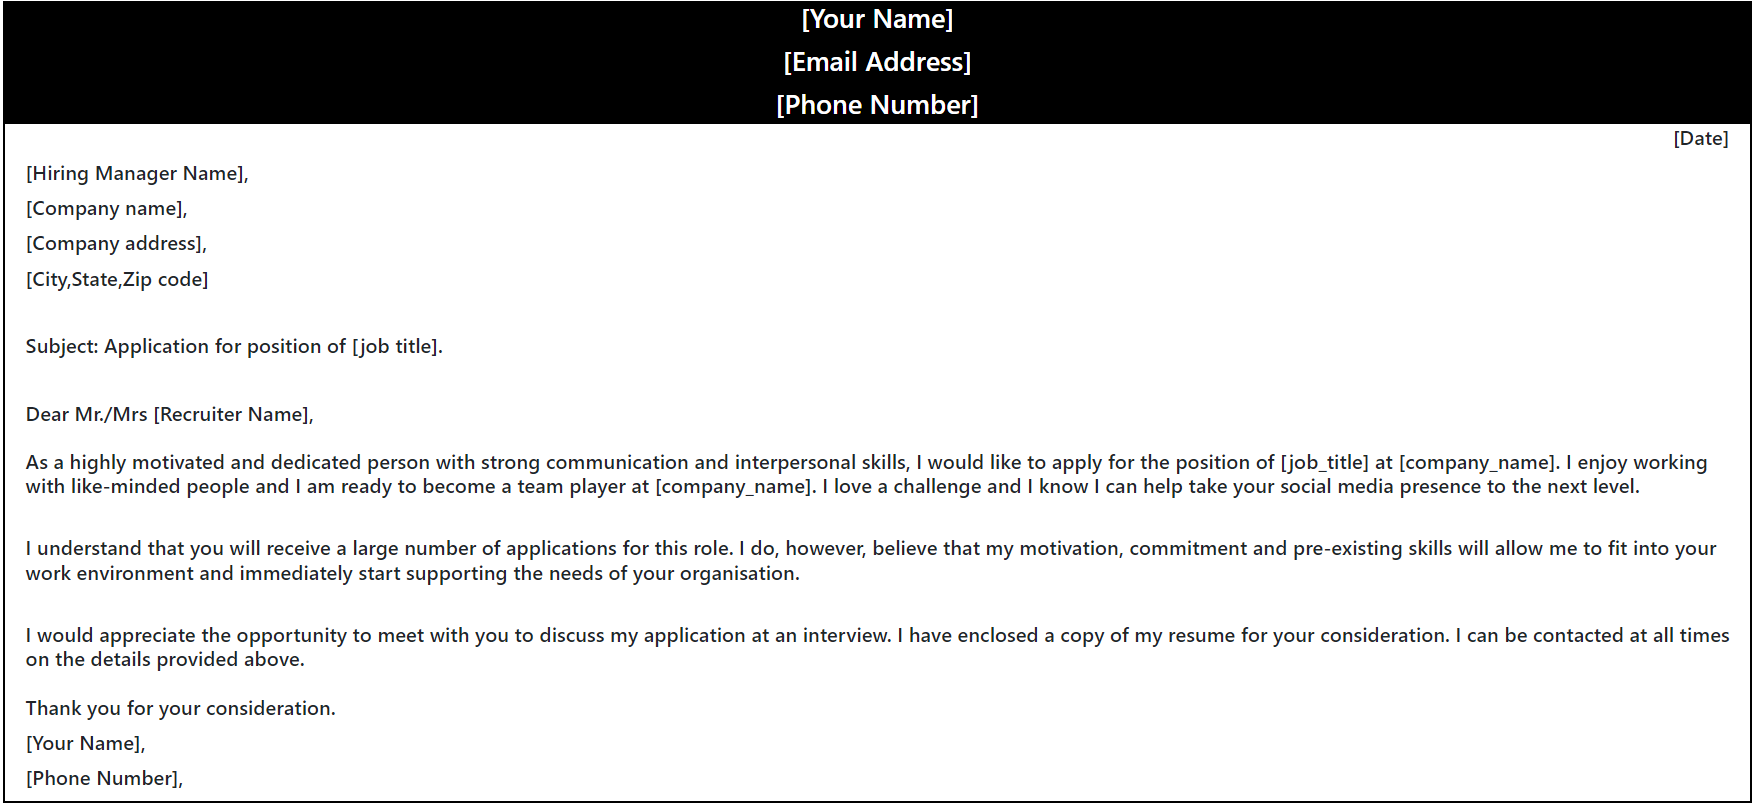 [Your Name]
[Email Address]
[Phone Number]
[Date]
[Hiring Manager Name],
[Company name],
[Company address],
[City,State,Zip code]
Subject: Application for position of [job title].
Dear Mr./Mrs [Recruiter Name],
As a highly motivated and dedicated person with strong communication and interpersonal skills, I would like to apply for the position of [job_title] at [company_name]. I enjoy working
with like-minded people and I am ready to become a team player at [company_name]. I love a challenge and I know I can help take your social media presence to the next level.
I understand that you will receive a large number of applications for this role. I do, however, believe that my motivation, commitment and pre-existing skills will allow me to fit into your
work environment and immediately start supporting the needs of your organisation.
I would appreciate the opportunity to meet with you to discuss my application at an interview. I have enclosed a copy of my resume for your consideration. I can be contacted at all times
on the details provided above.
Thank you for your consideration.
[Your Name],
[Phone Number],